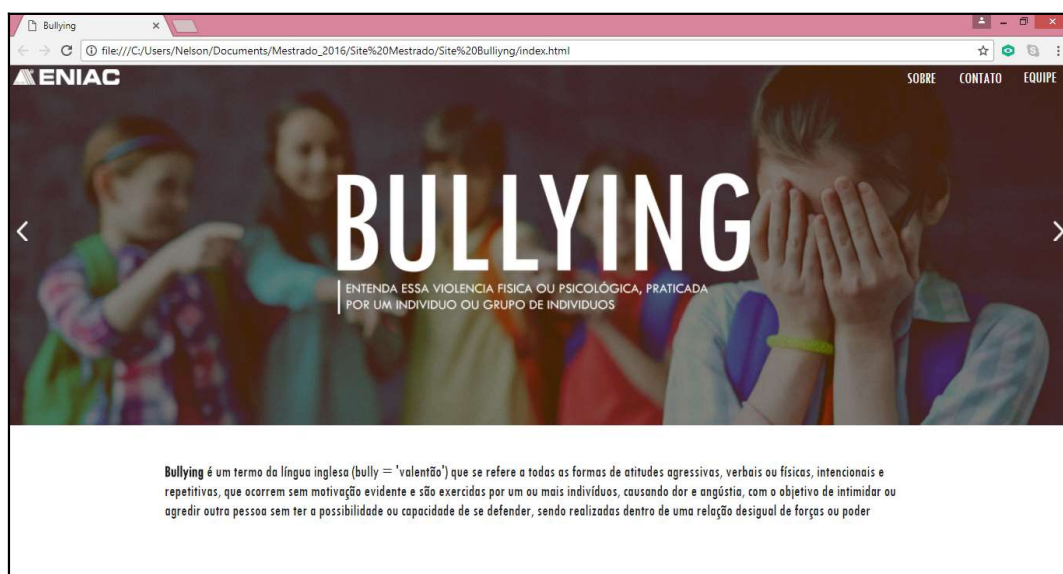 Bullying
file:///C:/Users/Nelson/Documents/Mestrado_2016/Site%20Mestrado/Site%20Bulliyng/index.html
ENIAC
SOBRE CONTATO EQUIPE
BULLYING
ENTENDA ESSA VIOLENCIA FISICA OU PSICOLÓGICA, PRATICADA
POR UM INDIVIDUO OU GRUPO DE INDIVIDUOS
Bullying é um termo da língua inglesa (bully = 'valentão') que se refere a todas as formas de atitudes agressivas, verbais ou físicas, intencionais e
repetitivas, que ocorrem sem motivação evidente e são exercidas por um ou mais indivíduos, causando dor e angústia, com o objetivo de intimidar ou
agredir outra pessoa sem ter a possibilidade ou capacidade de se defender, sendo realizadas dentro de uma relação desigual de forças ou poder